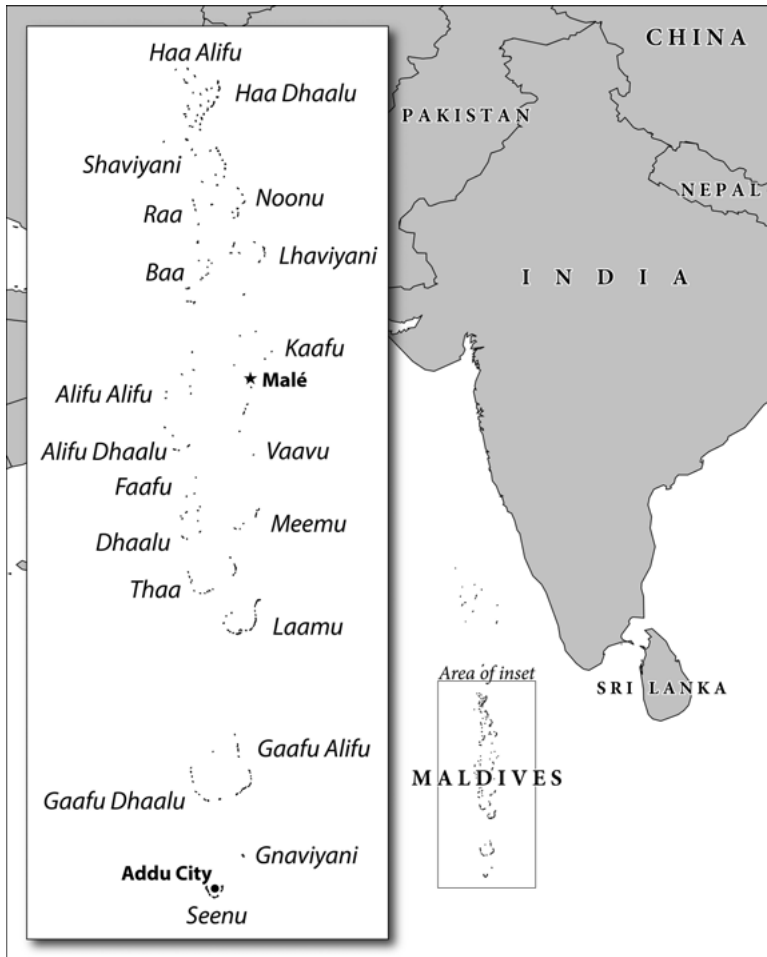 Haa Alifu
Haa Dhaalu
Shaviyani
Noonu
Raa
Lhaviyani
Baa
Kaafu
Malé
Alifu Alifu
Alifu Dhaalu
Vaavu
Faafu
Meemu
Dhaalu
Thaa
Laamu
Gaafu Alifu
Gaafu Dhaalu
Gnaviyani
Addu City
Seenu
CHINA
PAKISTAN
NEPAL
INDIA
Area of inset
SRI LANKA
MALDIVES